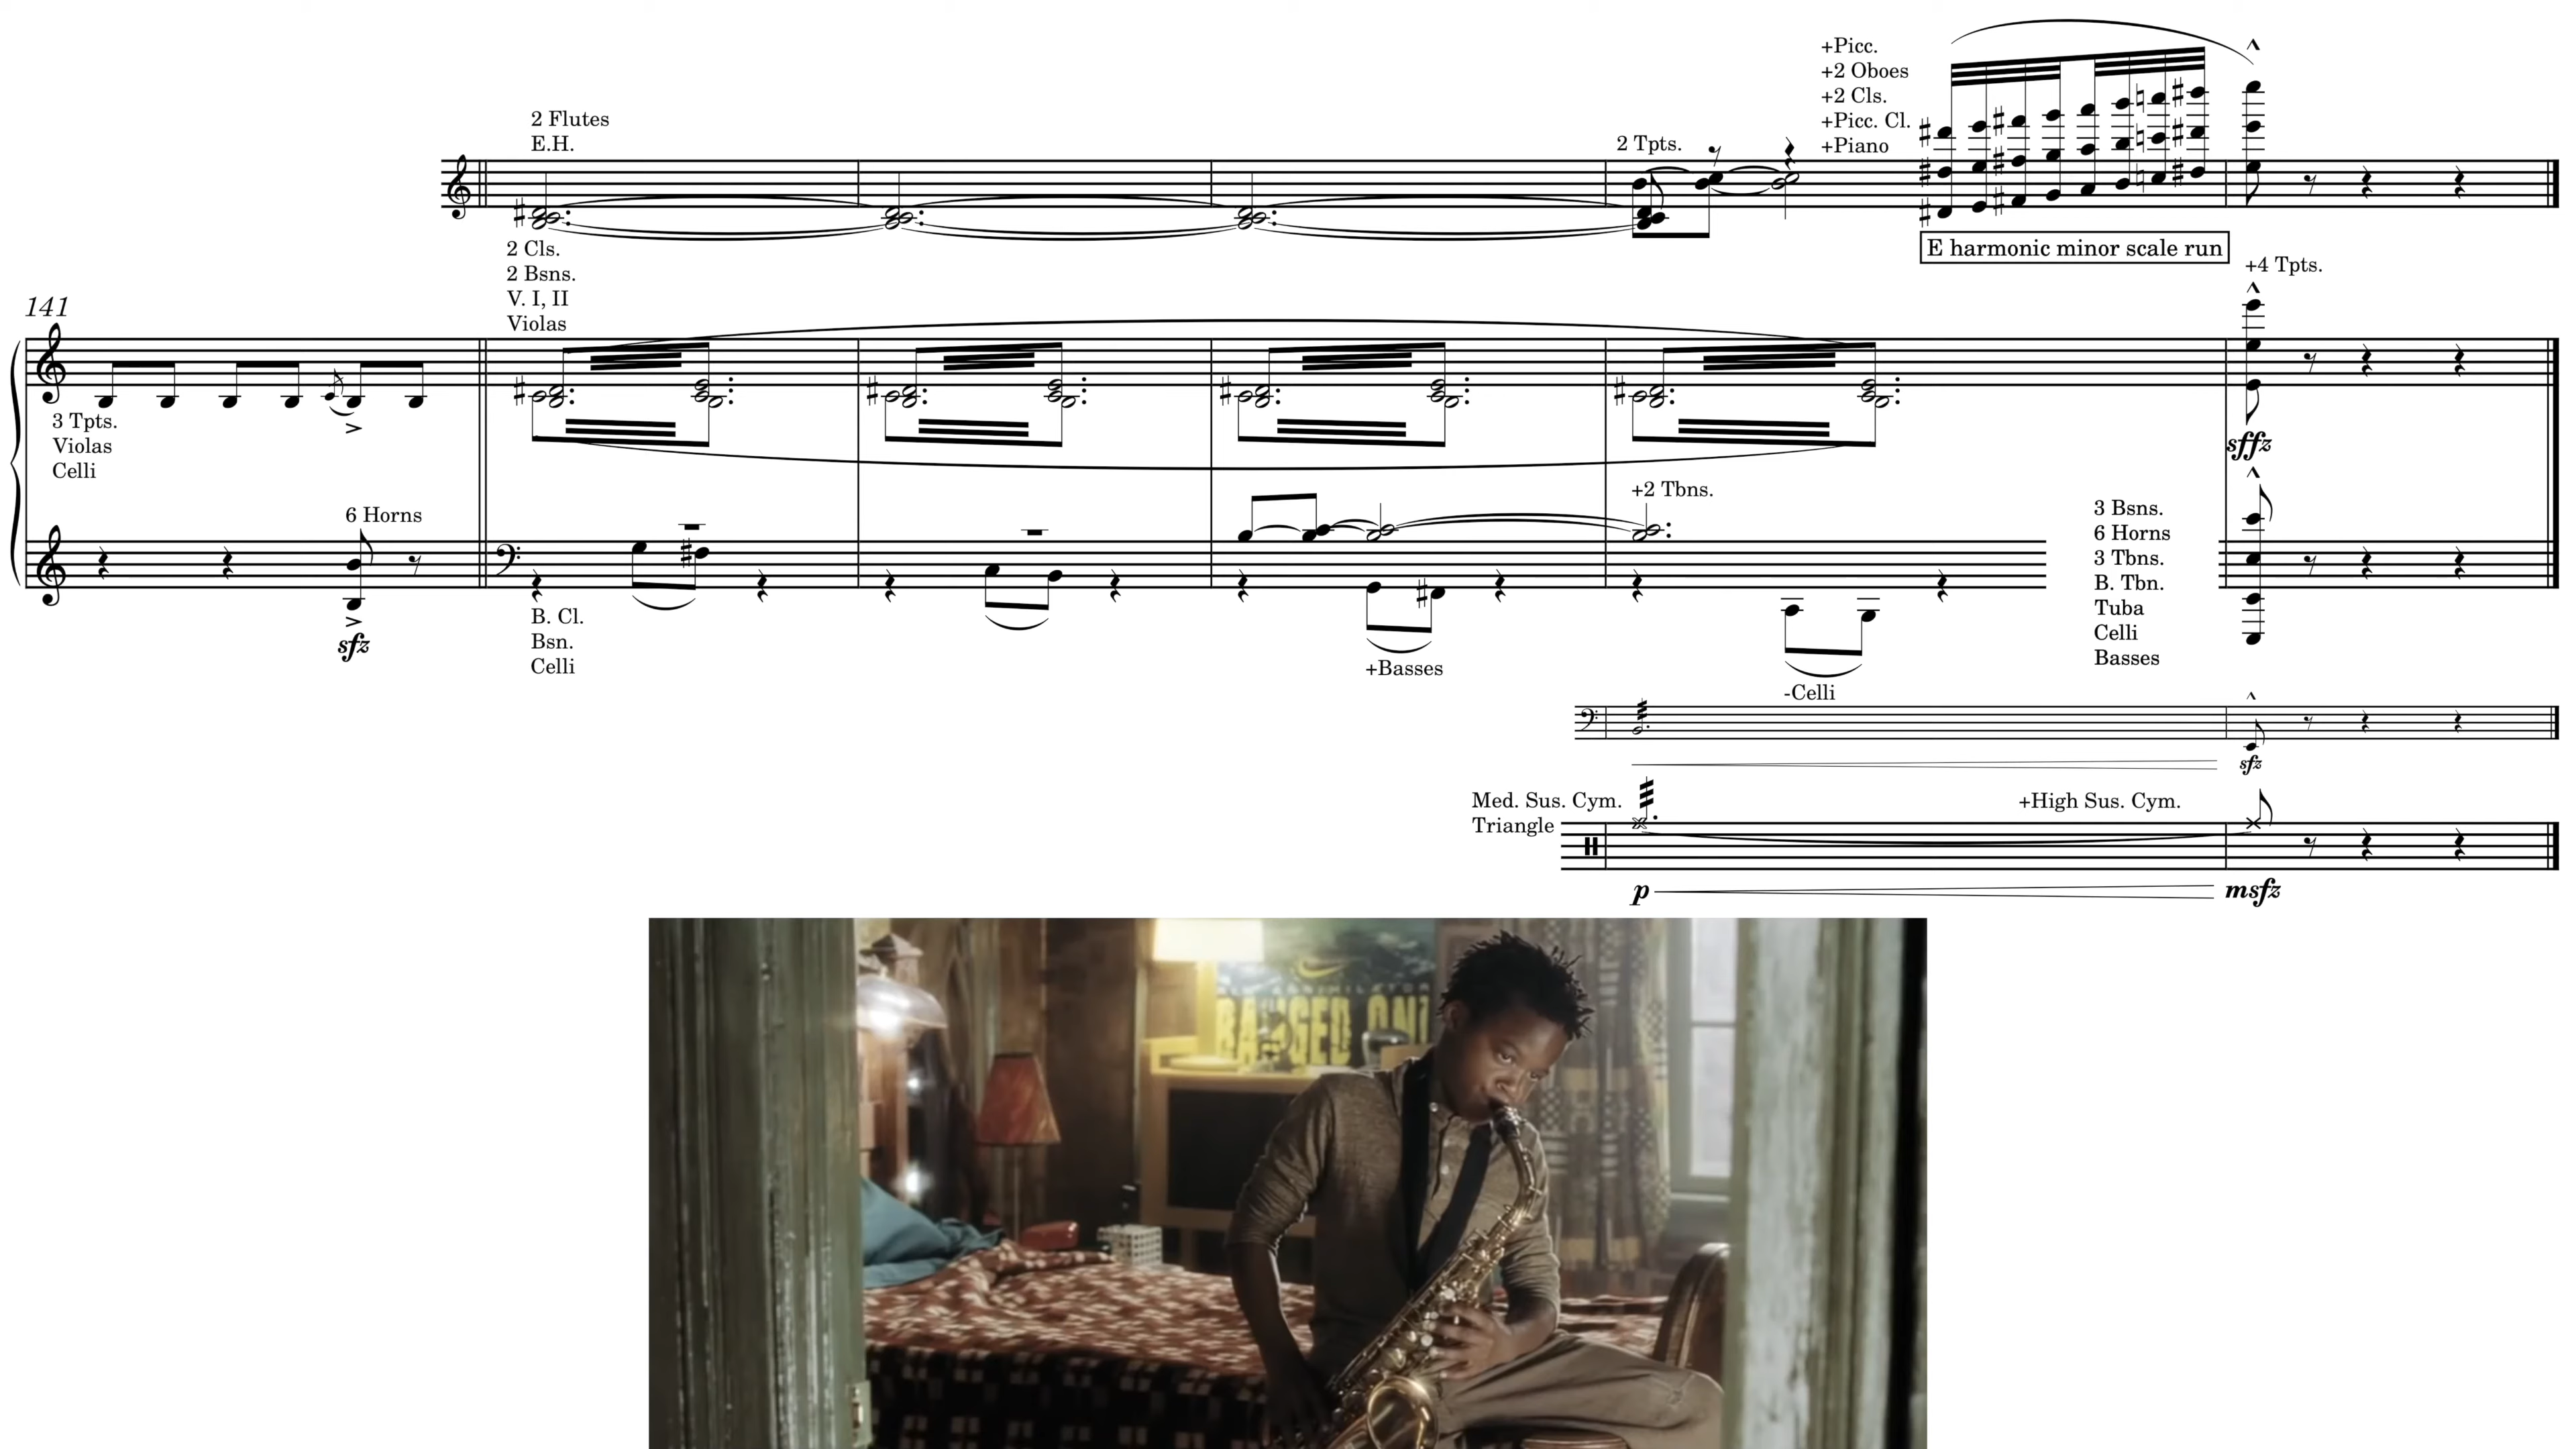 +Picc.
+2 Oboes
+2 Cls.
+Picc. Cl.
+Piano
2 Flutes
E.H.
2 Tpts.
E harmonic minor scale run
2 Cls.
2 Bsns.
V. I, II
Violas
+4 Tpts.
141
3 Tpts.
Violas
Celli
sffz
6 Horns
sfz
+2 Tbns.
3 Bsns.
6 Horns
3 Tbns.
B. Tbn.
Tuba
Celli
Basses
B. Cl.
Bsn.
Celli
+Basses
-Celli
sfz
Med. Sus. Cym.
Triangle
+High Sus. Cym.
p
msfz
ANNIHILATOR
BANGED ON!